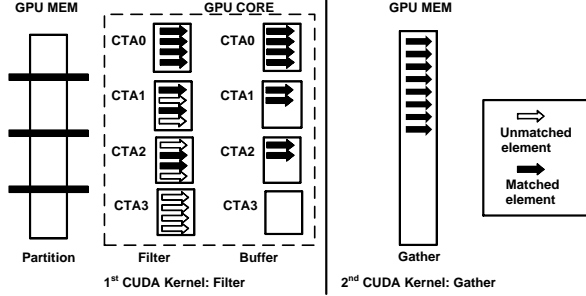 GPU MEM
GPU CORE
GPU MEM
CTA0
CTA0
CTA1
CTA1
CTA2
CTA2
CTA3
CTA3
Unmatched
element
Matched
element
Partition
Filter
Buffer
Gather
1st CUDA Kernel: Filter
2nd CUDA Kernel: Gather